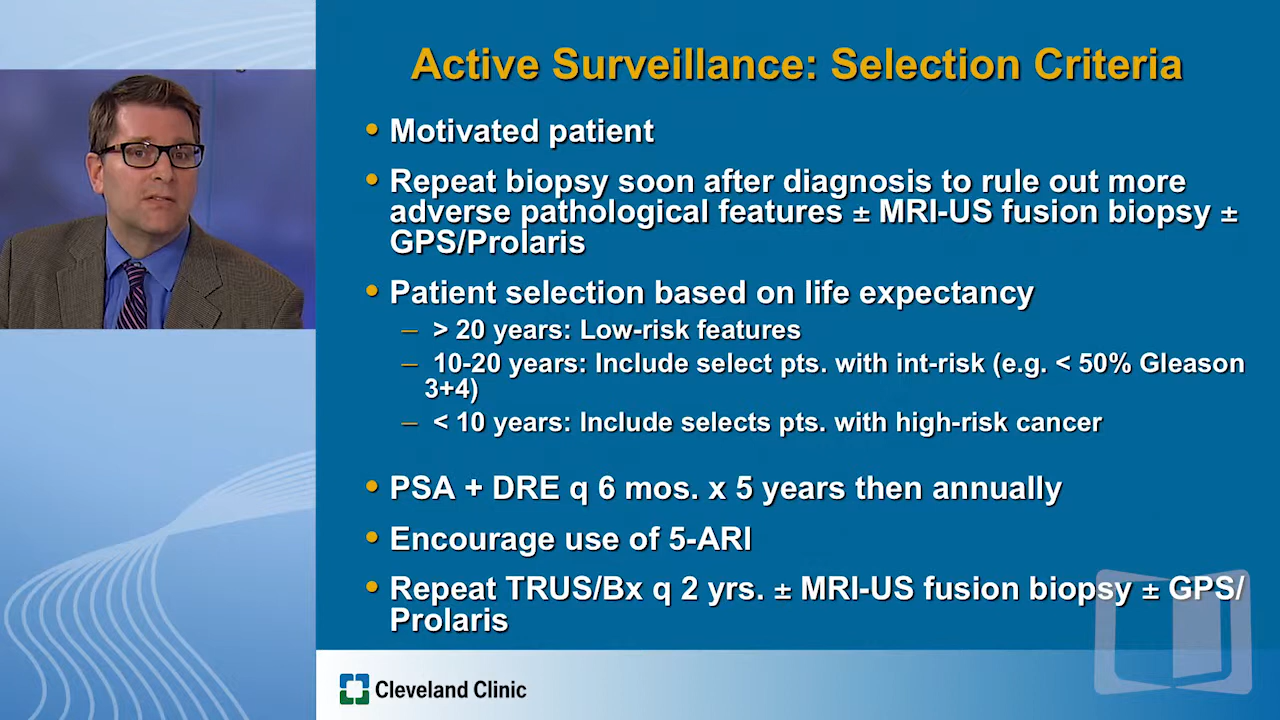 Active Surveillance: Selection Criteria
• Motivated patient
• Repeat biopsy soon after diagnosis to rule out more
adverse pathological features ± MRI-US fusion biopsy ±
GPS/Prolaris
• Patient selection based on life expectancy
– > 20 years: Low-risk features
– 10-20 years: Include select pts. with int-risk (e.g. < 50% Gleason
3+4)
– < 10 years: Include selects pts. with high-risk cancer
• PSA + DRE q 6 mos. x 5 years then annually
• Encourage use of 5-ARI
• Repeat TRUS/Bx q 2 yrs. ± MRI-US fusion biopsy ± GPS/
Prolaris
Cleveland Clinic